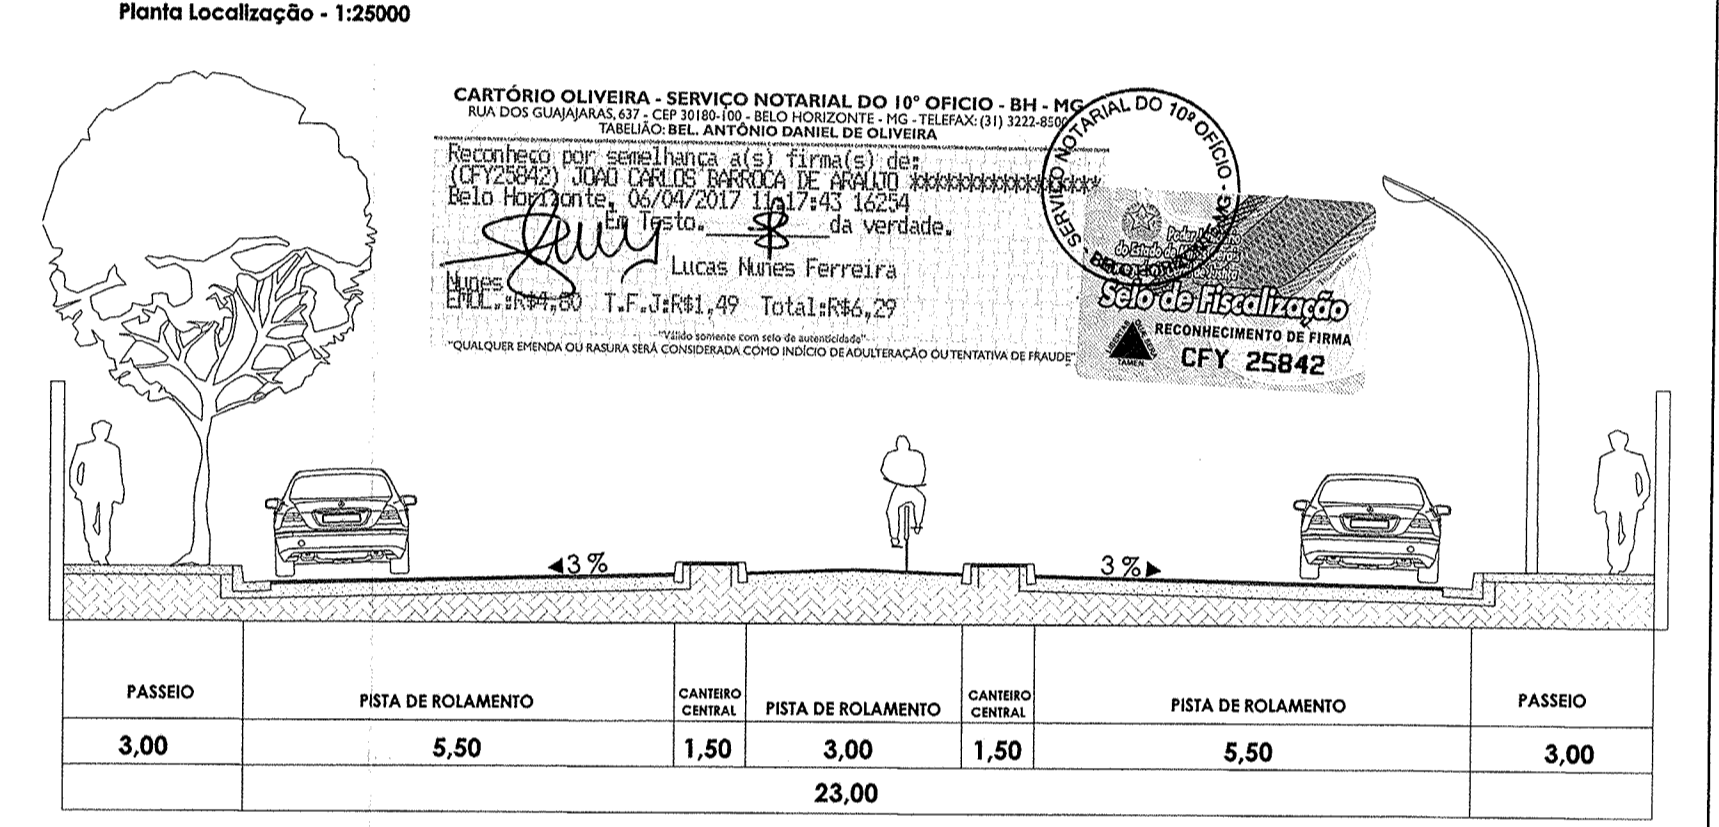 Planta Localização - 1:25000
CARTÓRIO OLIVEIRA - SERVIÇO NOTARIAL DO 10º OFICIO - BH - MG
RUA DOS GUAJAJARAS, 637 - CEP 30180-100 - BELO HORIZONTE - MG - TELEFAX: (31) 3222-8500
TABELIÃO: BEL. ANTÔNIO DANIEL DE OLIVEIRA
Reconheço por semelhança a(s) firma(s) de:
(CFY25842) JOAO CARLOS BARROCA DE ARAUJO ******************
Belo Horizonte, 06/04/2017 11:17:43 16254
Em Testo. da verdade.
Lucas Nunes Ferreira
Nunes
EMOL.:R$4,80 T.F.J:R$1,49 Total:R$6,29
"Válido somente com selo de autenticidade"
"QUALQUER EMENDA OU RASURA SERÁ CONSIDERADA COMO INDÍCIO DE ADULTERAÇÃO OU TENTATIVA DE FRAUDE"
SERVIÇO NOTARIAL DO 10º OFÍCIO -
BELO HORIZONTE-MG -
Selo de Fiscalização
RECONHECIMENTO DE FIRMA
CFY 25842
3%
3%
PASSEIO
PISTA DE ROLAMENTO
CANTEIRO
CENTRAL
PISTA DE ROLAMENTO
CANTEIRO
CENTRAL
PISTA DE ROLAMENTO
PASSEIO
3,00 5,50 1,50 3,00 1,50 5,50 3,00
23,00